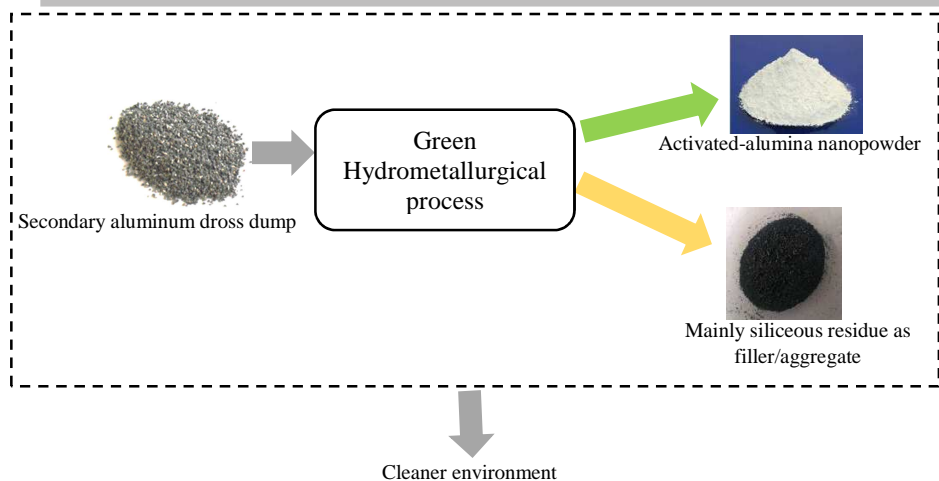 Secondary aluminum dross dump
Green
Hydrometallurgical
process
Activated-alumina nanopowder
Mainly siliceous residue as
filler/aggregate
Cleaner environment